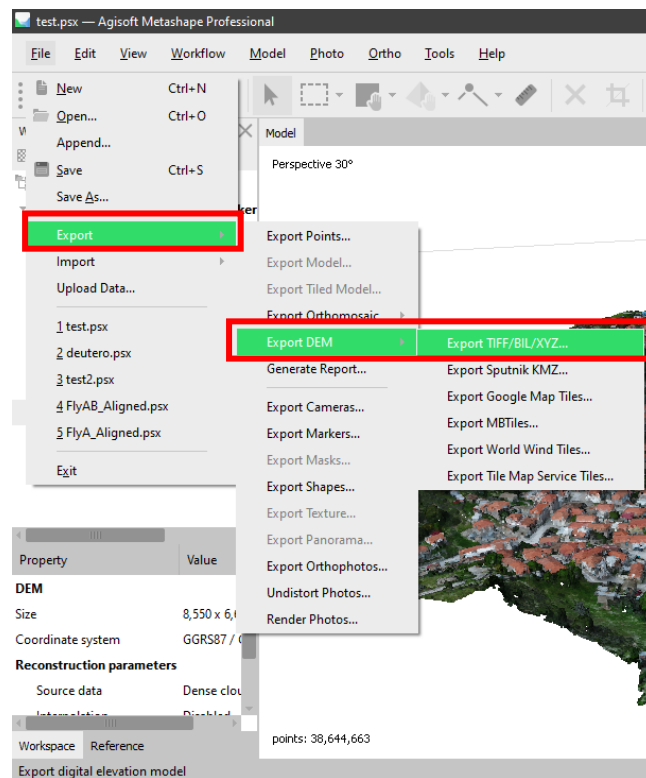 test.psx — Agisoft Metashape Professional
File Edit View Workflow Model Photo Ortho Tools Help
New Ctrl+N
Open... Ctrl+O
Append...
Save Ctrl+S
Save As...
Export
Import
Upload Data...
1 test.psx
2 deutero.psx
3 test2.psx
4 FlyAB_Aligned.psx
5 FlyA_Aligned.psx
Exit
Model
Perspective 30°
Export Points...
Export Model...
Export Tiled Model...
Export Orthomosaic
Export DEM
Generate Report...
Export Cameras...
Export Markers...
Export Masks...
Export Shapes...
Export Texture...
Export Panorama...
Export Orthophotos...
Undistort Photos...
Render Photos...
Export TIFF/BIL/XYZ...
Export Sputnik KMZ...
Export Google Map Tiles...
Export MBTiles...
Export World Wind Tiles...
Export Tile Map Service Tiles...
Property Value
DEM
Size 8,550 x
Coordinate system GGRS87 /
Reconstruction parameters
Source data Dense
points: 38,644,663
Workspace Reference
Export digital elevation model